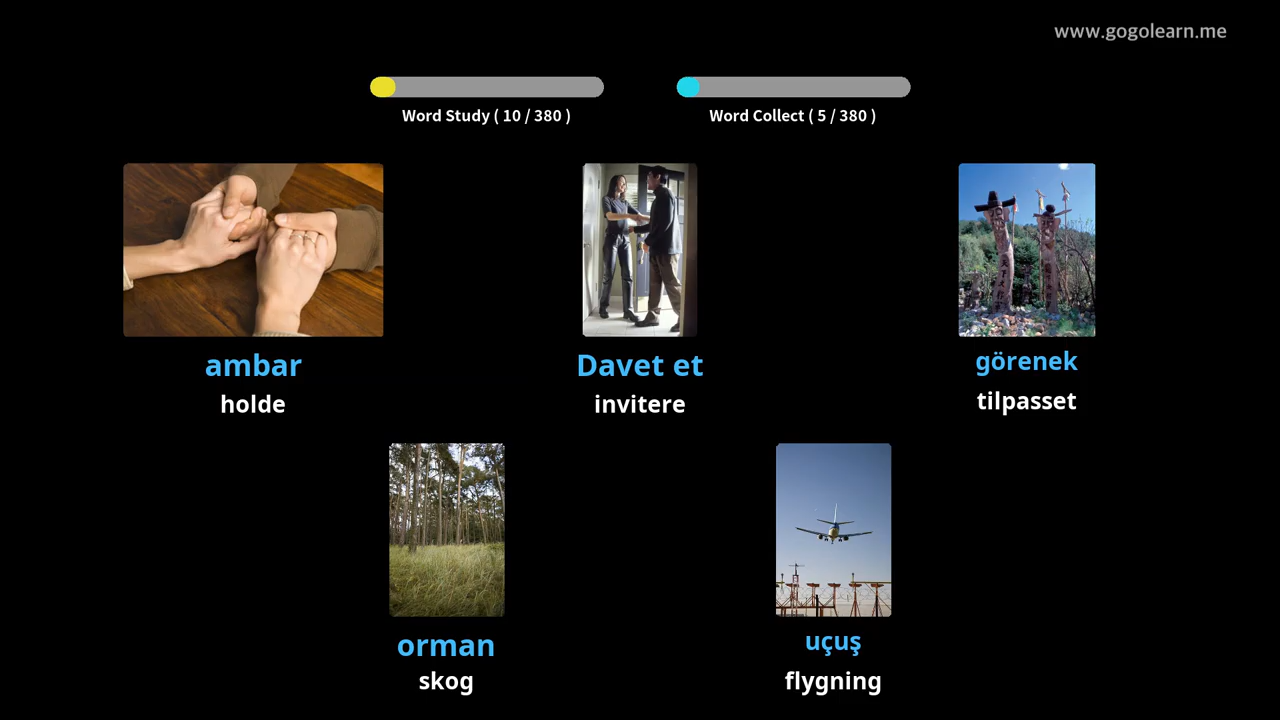 www.gogolearn.me
Word Study ( 10 / 380 )
Word Collect ( 5 / 380 )
ambar
holde
Davet et
invitere
görenek
tilpasset
orman
skog
uçuş
flygning